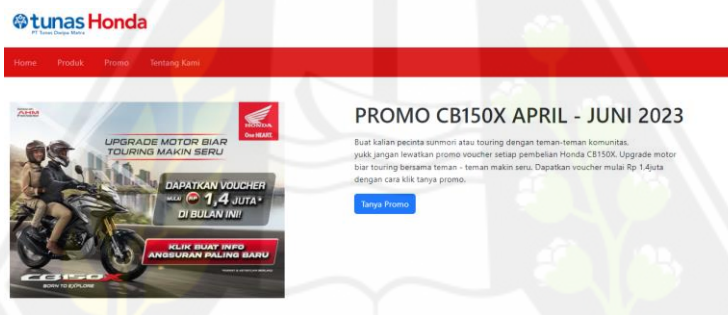 tunas Honda
PT Tunas Dwipa Matra
Home Produk Promo Tentang Kami
HONDA
One HEART.
UPGRADE MOTOR BIAR
TOURING MAKIN SERU
DAPATKAN VOUCHER
MULAI RP 1,4 JUTA*
DI BULAN INI!
KLIK BUAT INFO
ANGSURAN PALING BARU
CB150X
BORN TO EXPLORE
PROMO CB150X APRIL - JUNI 2023
Buat kalian pecinta sunmori atau touring dengan teman-teman komunitas.
yukk jangan lewatkan promo voucher setiap pembelian Honda CB150X. Upgrade motor
biar touring bersama teman - teman makin seru. Dapatkan voucher mulai Rp 1.4juta
dengan cara klik tanya promo.
Tanya Promo